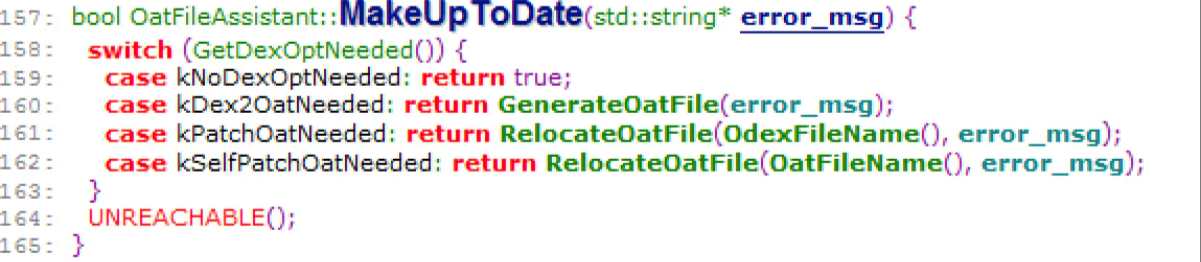 157: bool OatFileAssistant::MakeUpToDate(std::string* error_msg) {
158: switch (GetDexOptNeeded()) {
159: case kNoDexOptNeeded: return true;
160: case kDex2OatNeeded: return GenerateOatFile(error_msg);
161: case kPatchOatNeeded: return RelocateOatFile(OdexFileName(), error_msg);
162: case kSelfPatchOatNeeded: return RelocateOatFile(OatFileName(), error_msg);
163: }
164: UNREACHABLE();
165: }